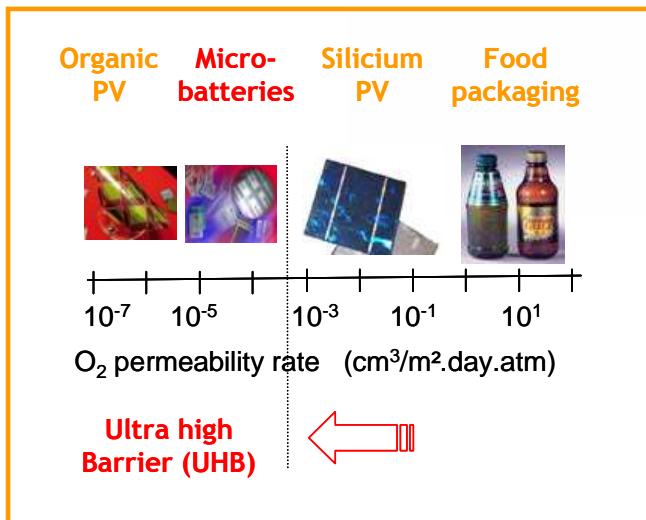 Organic PV
Micro-batteries
Silicium PV
Food packaging
10⁻⁷ 10⁻⁵ 10⁻³ 10⁻¹ 10¹
O₂ permeability rate (cm³/m².day.atm)
Ultra high
Barrier (UHB)